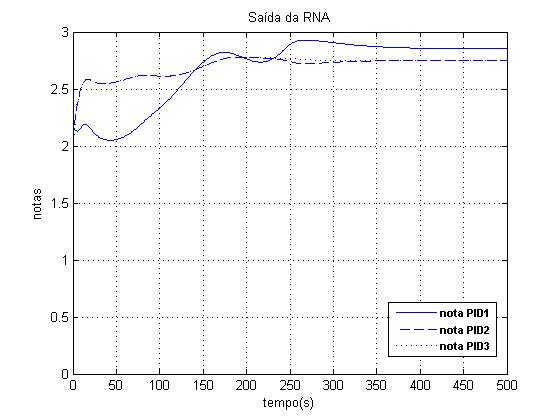 Saída da RNA
3
2.5
2
1.5
1
0.5
0
notas
nota PID1
nota PID2
nota PID3
0 50 100 150 200 250 300 350 400 450 500
tempo(s)